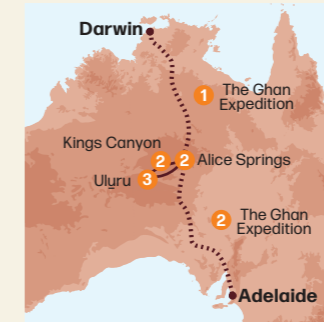 Darwin
1
The Ghan
Expedition
Kings Canyon
2
2
Alice Springs
Uluru
3
2
The Ghan
Expedition
Adelaide